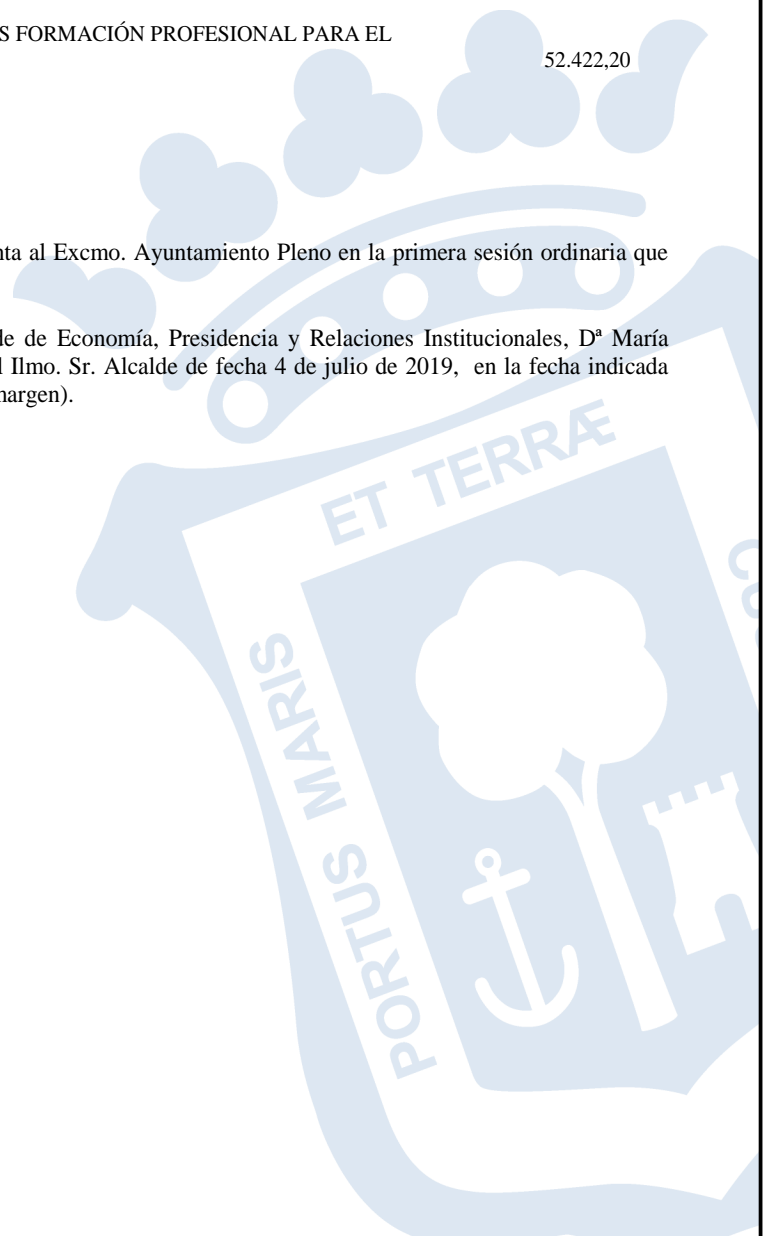 S FORMACIÓN PROFESIONAL PARA EL
52.422,20
nta al Excmo. Ayuntamiento Pleno en la primera sesión ordinaria que
de de Economía, Presidencia y Relaciones Institucionales, Dª María
l Ilmo. Sr. Alcalde de fecha 4 de julio de 2019, en la fecha indicada
margen).
ET TERRÆ
PORTUS MARIS